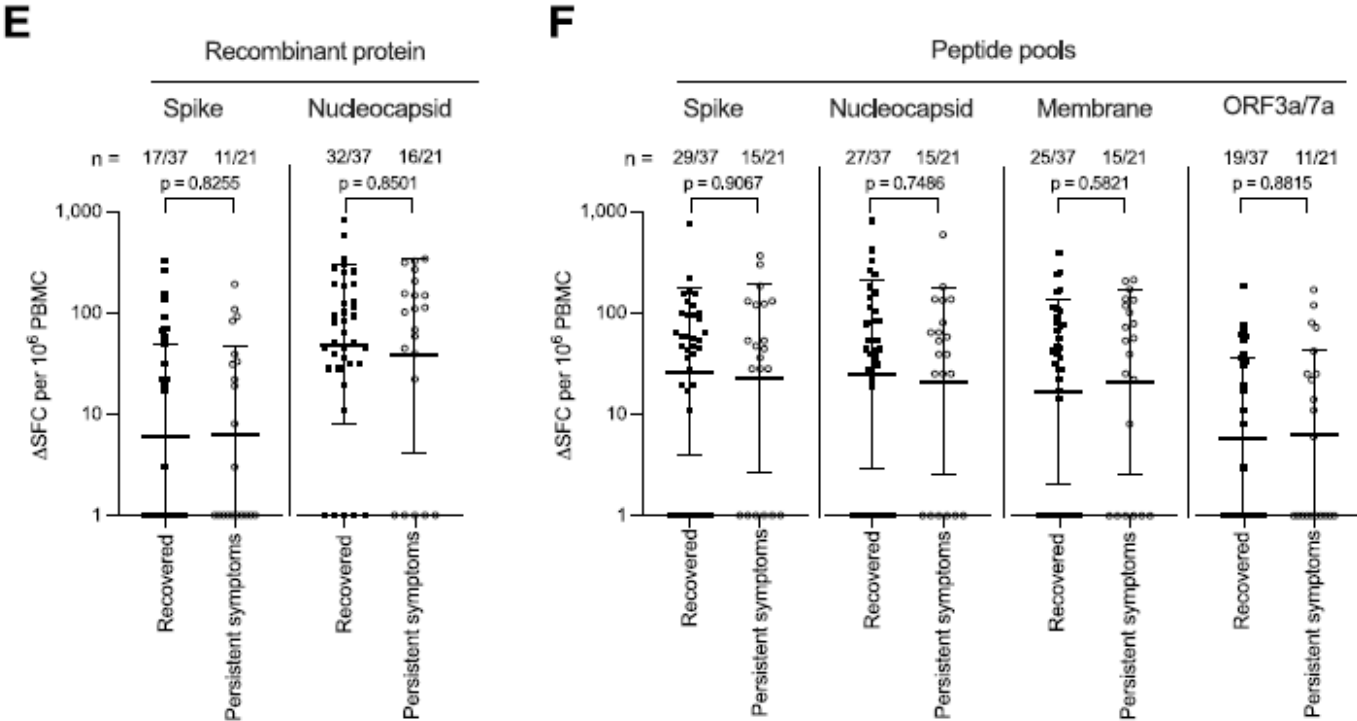 E
Recombinant protein
Spike Nucleocapsid
n = 17/37 11/21 32/37 16/21
p = 0.8255 p = 0.8501
1,000
100
10
1
ΔSFC per 10⁶ PBMC
Recovered
Persistent symptoms
Recovered
Persistent symptoms
F
Peptide pools
Spike Nucleocapsid Membrane ORF3a/7a
n = 29/37 15/21 27/37 15/21 25/37 15/21 19/37 11/21
p = 0.9067 p = 0.7486 p = 0.5821 p = 0.8815
1,000
100
10
1
ΔSFC per 10⁶ PBMC
Recovered
Persistent symptoms
Recovered
Persistent symptoms
Recovered
Persistent symptoms
Recovered
Persistent symptoms